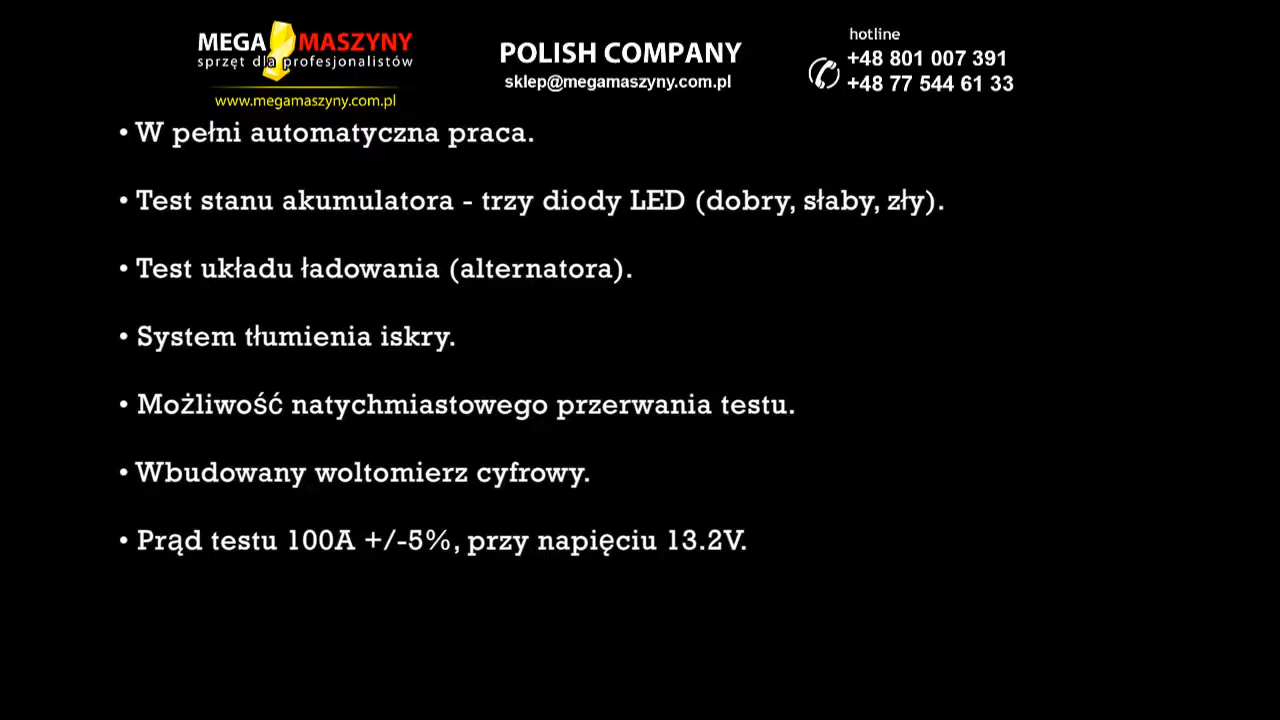 MEGA MASZYNY
sprzęt dla profesjonalistów
www.megamaszyny.com.pl
POLISH COMPANY
sklep@megamaszyny.com.pl
hotline
+48 801 007 391
+48 77 544 61 33
• W pełni automatyczna praca.
• Test stanu akumulatora - trzy diody LED (dobry, słaby, zły).
• Test układu ładowania (alternatora).
• System tłumienia iskry.
• Możliwość natychmiastowego przerwania testu.
• Wbudowany woltomierz cyfrowy.
• Prąd testu 100A +/-5%, przy napięciu 13.2V.